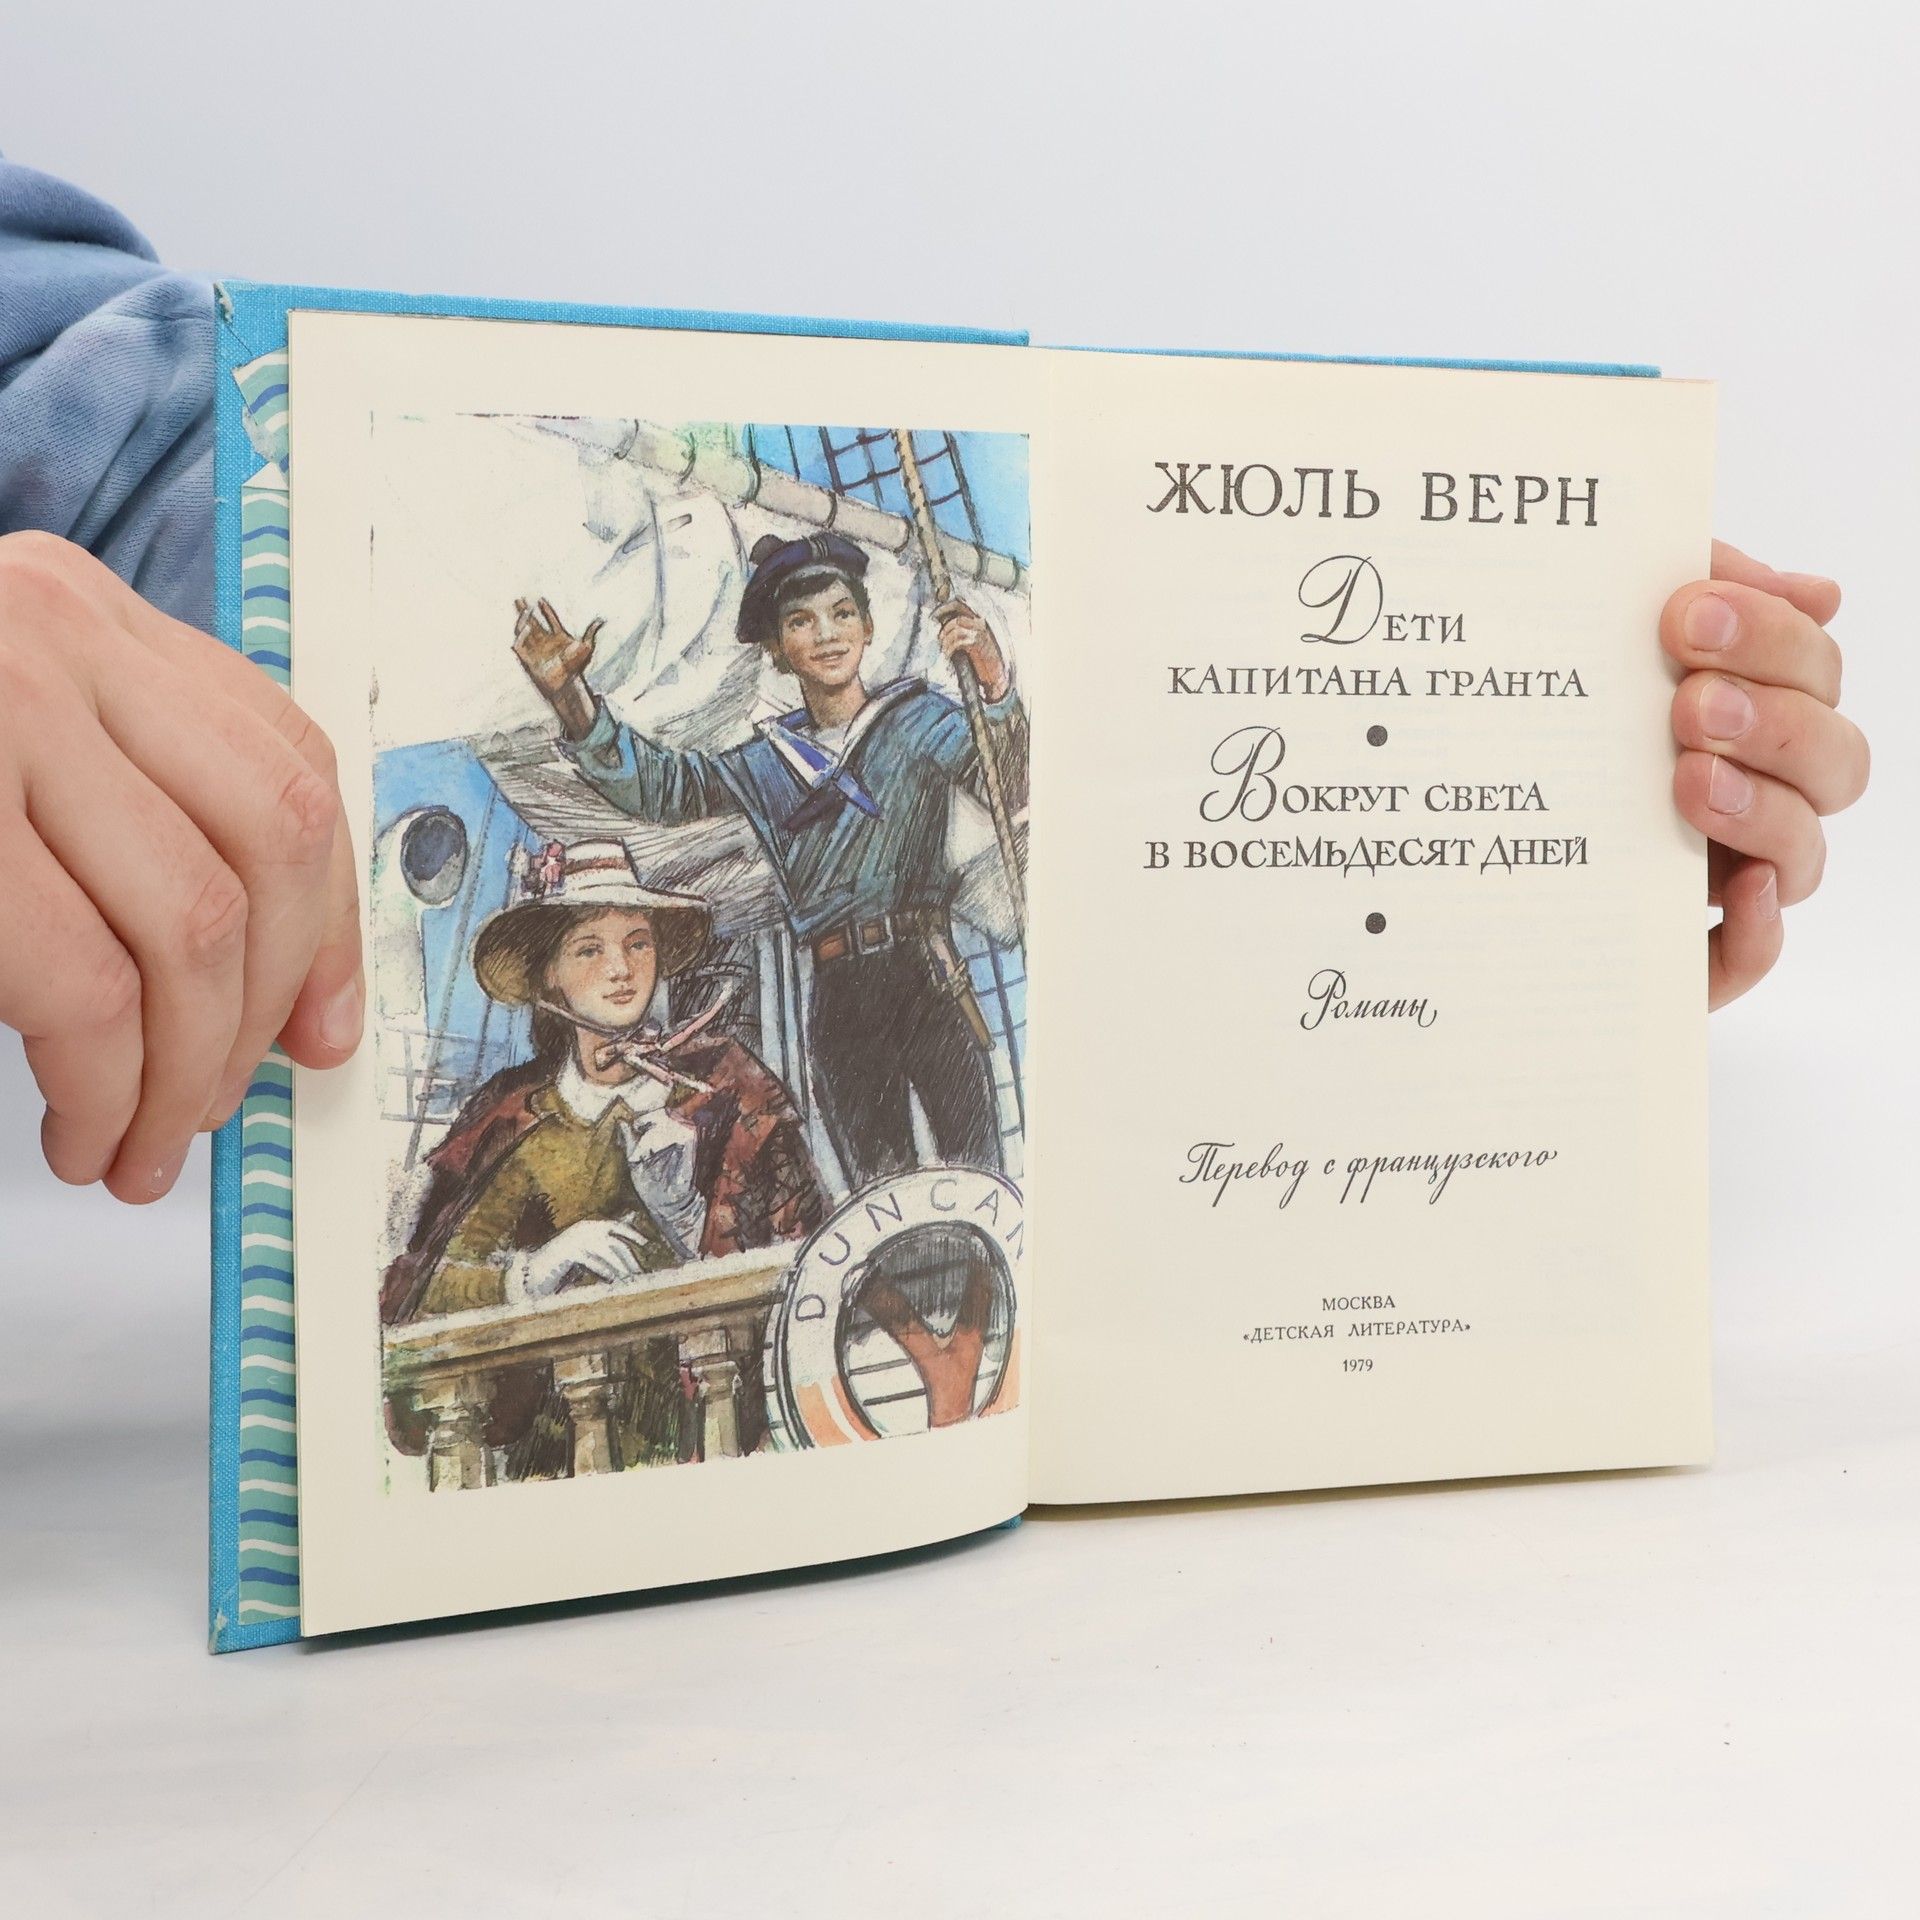 DUNCAN
ЖЮЛЬ ВЕРН
Дети
капитана Гранта
•
Вокруг света
в восемьдесят дней
•
Романы
Перевод с французского
МОСКВА
«ДЕТСКАЯ ЛИТЕРАТУРА»
1979